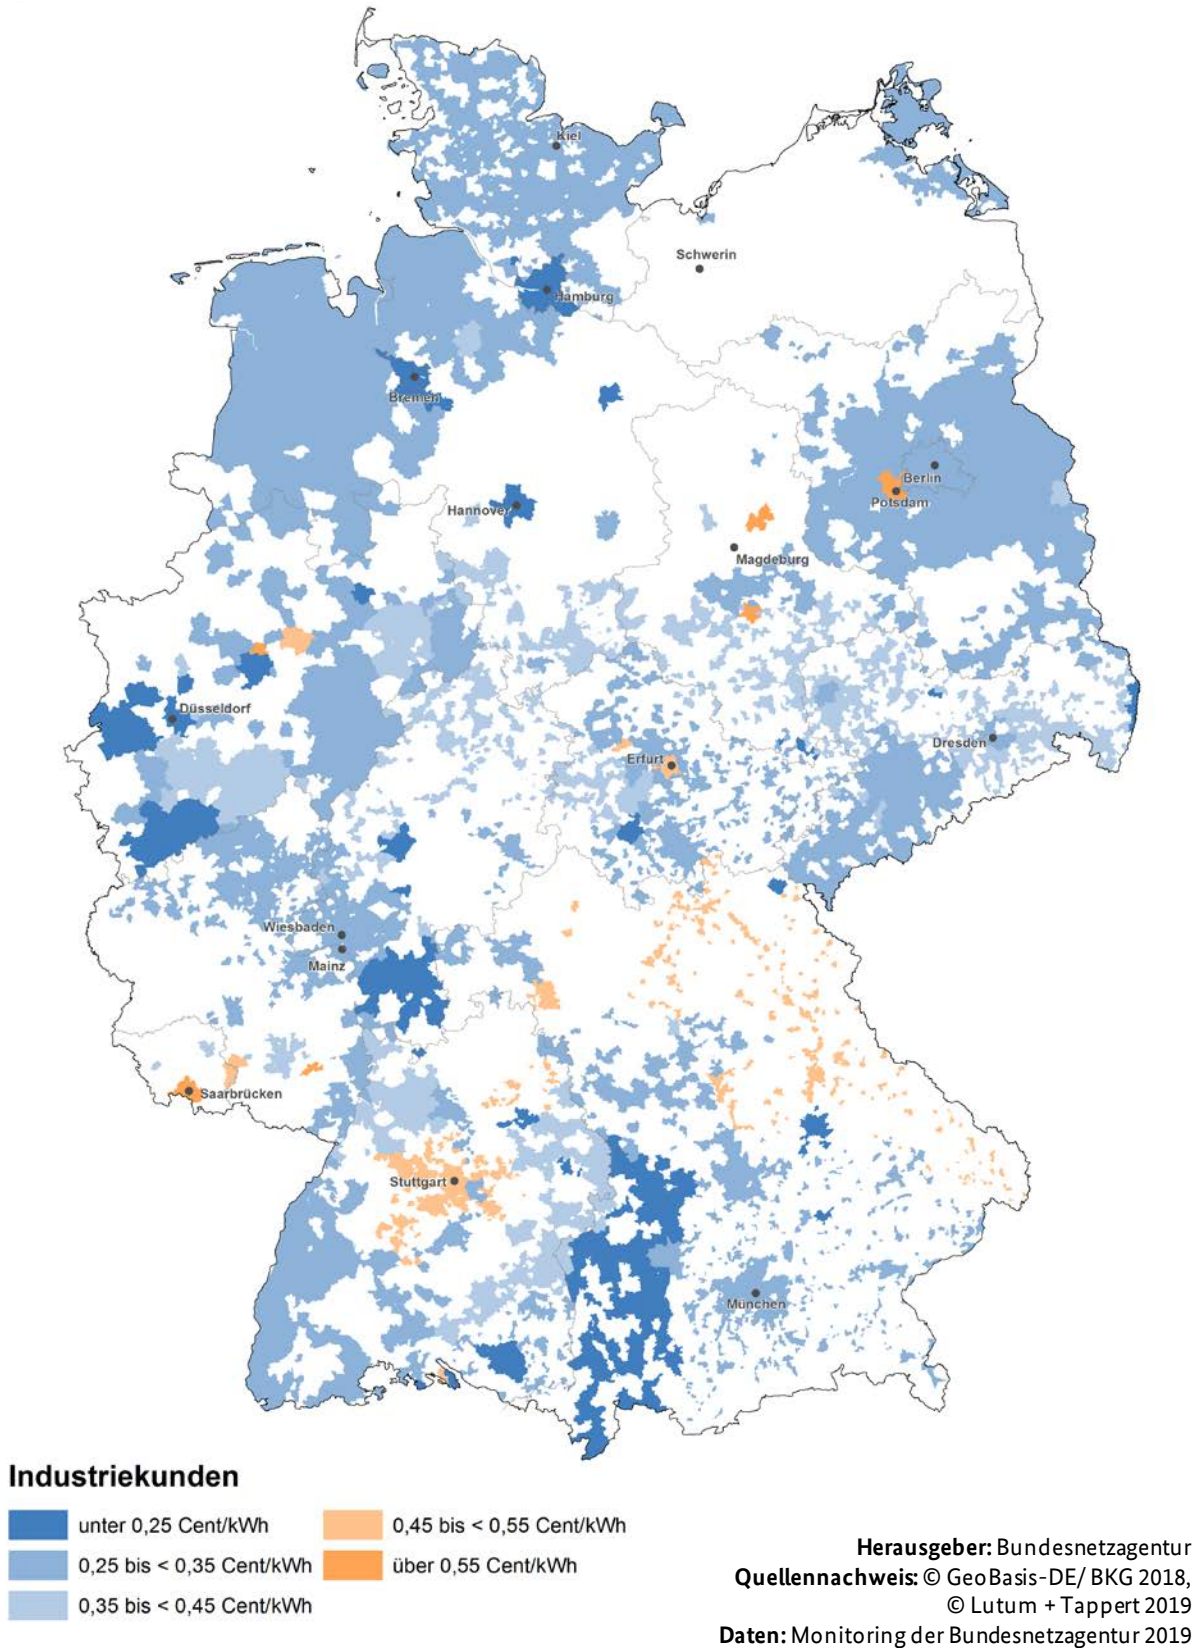 Kiel
Schwerin
Hamburg
Bremen
Berlin
Potsdam
Hannover
Magdeburg
Düsseldorf
Dresden
Erfurt
Wiesbaden
Mainz
Saarbrücken
Stuttgart
München
Industriekunden
unter 0,25 Cent/kWh
0,25 bis < 0,35 Cent/kWh
0,35 bis < 0,45 Cent/kWh
0,45 bis < 0,55 Cent/kWh
über 0,55 Cent/kWh
Herausgeber: Bundesnetzagentur
Quellennachweis: © GeoBasis-DE/ BKG 2018,
© Lutum + Tappert 2019
Daten: Monitoring der Bundesnetzagentur 2019